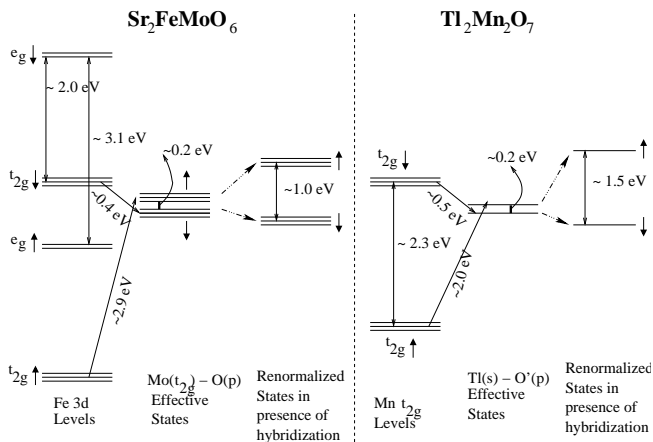 Sr2FeMoO6
Tl2Mn2O7
eg
~ 2.0 eV
~ 3.1 eV
t2g
~0.4 eV
eg
~0.2 eV
~1.0 eV
~2.9 eV
t2g
Fe 3d
Levels
Mo(t2g) – O(p)
Effective
States
Renormalized
States in
presence of
hybridization
t2g
~0.5 eV
~0.2 eV
~ 1.5 eV
~ 2.3 eV
~2.0 eV
t2g
Mn t2g
Levels
Tl(s) – O'(p)
Effective
States
Renormalized
States in
presence of
hybridization